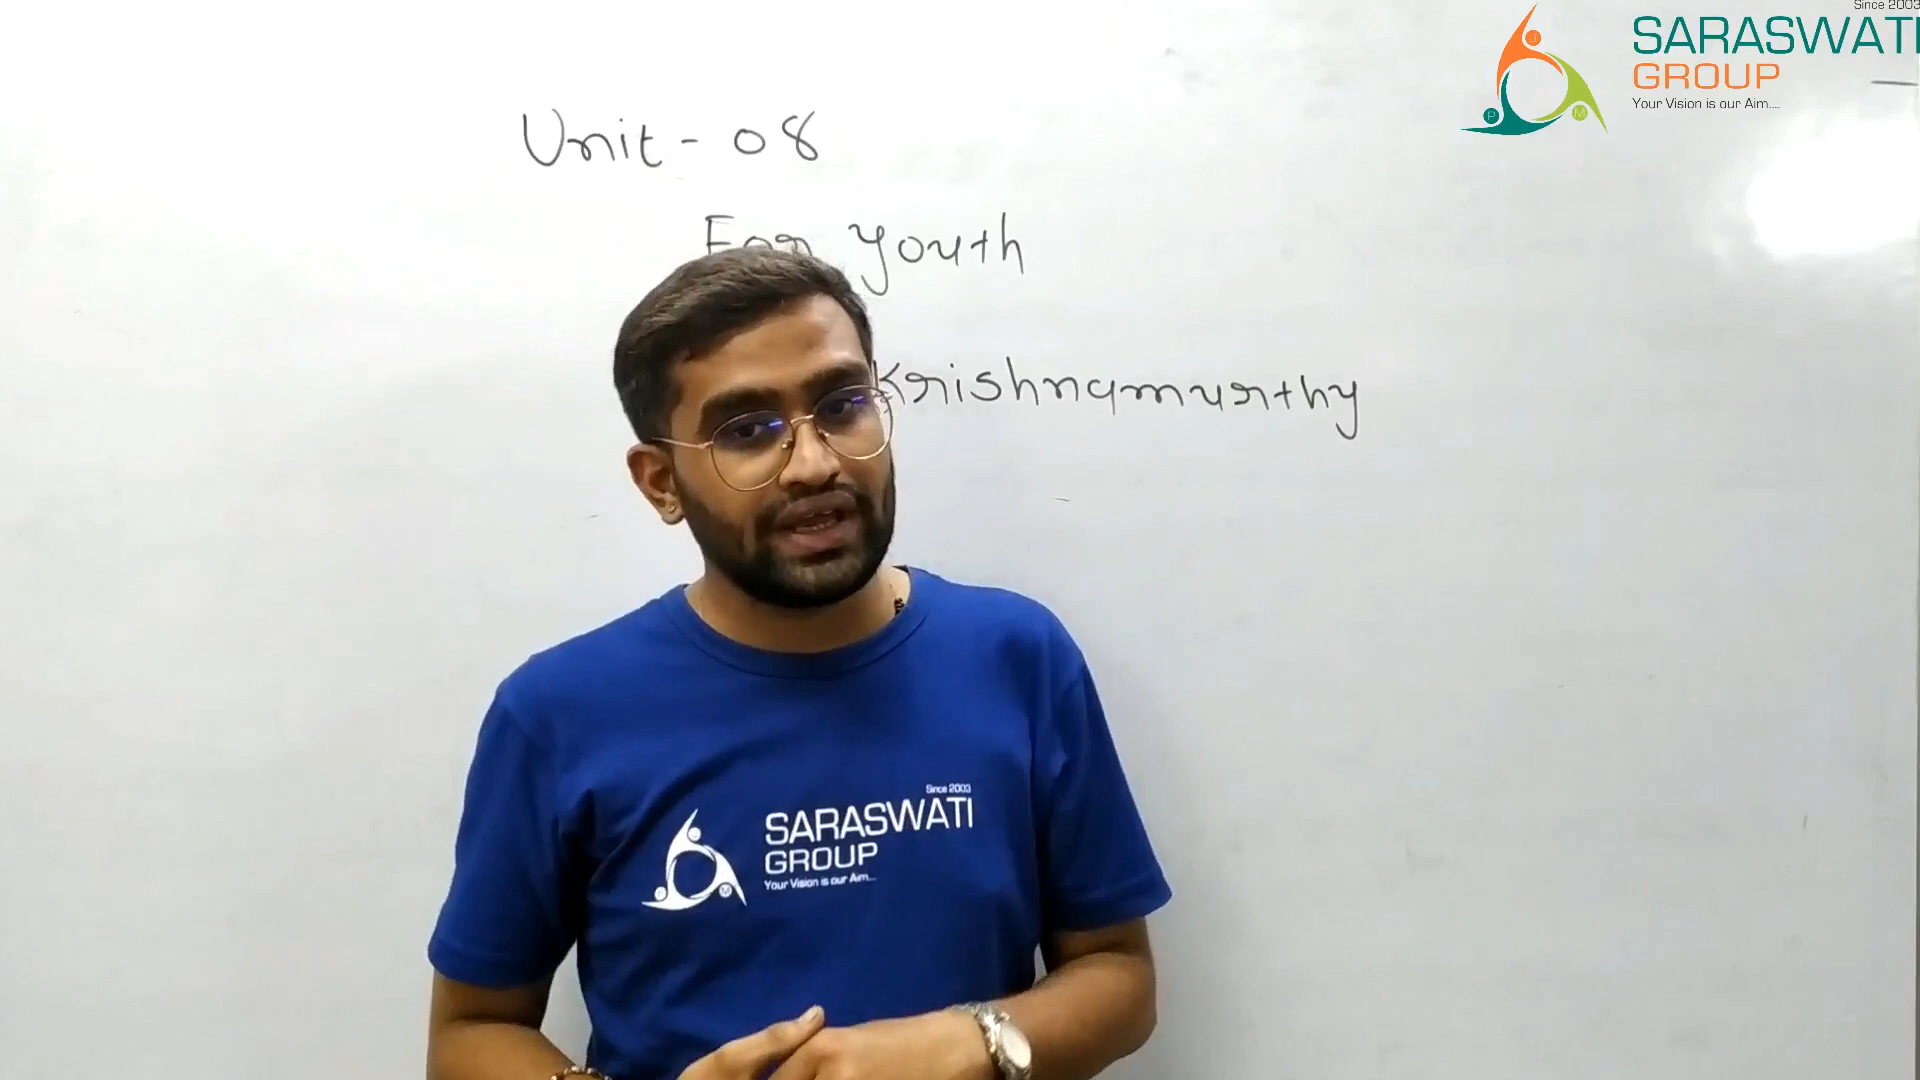 Since 2003
SARASWATI
GROUP
Your Vision is our Aim....
J
P
M
Unit - 08
For youth
Krishnamurthy
Since 2003
SARASWATI
GROUP
Your Vision is our Aim...
M